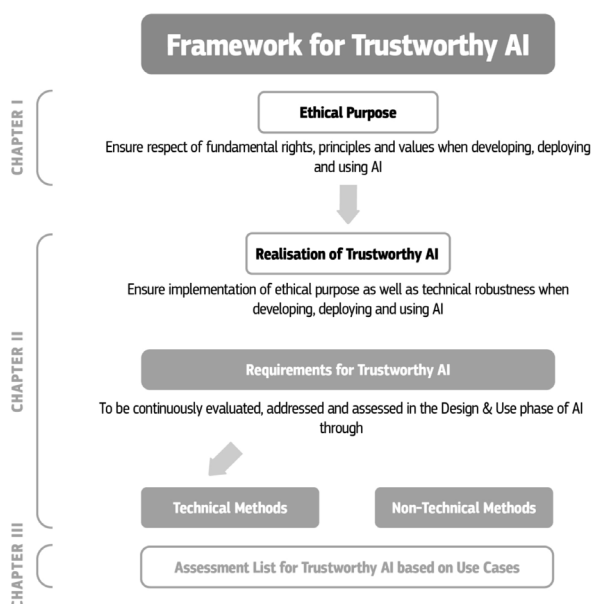 Framework for Trustworthy AI
CHAPTER I
Ethical Purpose
Ensure respect of fundamental rights, principles and values when developing, deploying
and using AI
CHAPTER II
Realisation of Trustworthy AI
Ensure implementation of ethical purpose as well as technical robustness when
developing, deploying and using AI
Requirements for Trustworthy AI
To be continuously evaluated, addressed and assessed in the Design & Use phase of AI
through
Technical Methods
Non-Technical Methods
CHAPTER III
Assessment List for Trustworthy AI based on Use Cases